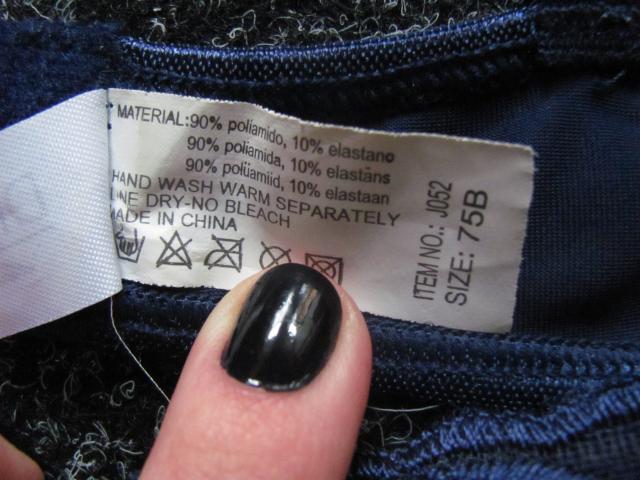 MATERIAL:90% poliamido, 10% elastano
90% poliamida, 10% elastāns
90% polüamiid, 10% elastaan
HAND WASH WARM SEPARATELY
LINE DRY-NO BLEACH
MADE IN CHINA
ITEM NO.: J052
SIZE: 75B